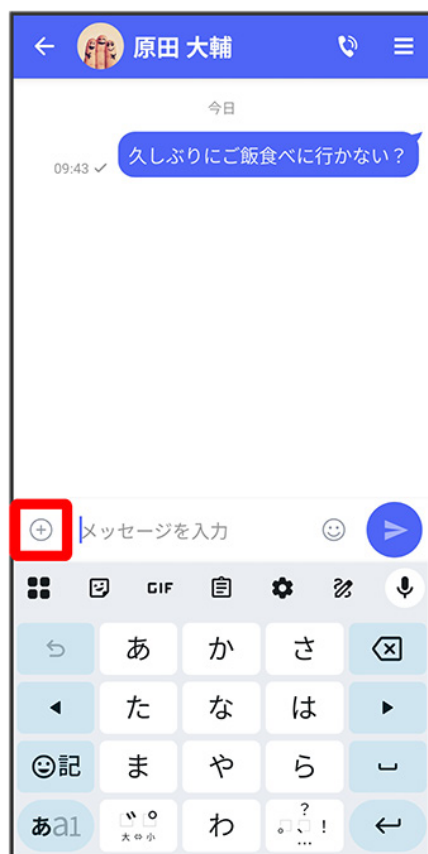 原田 大輔
今日
久しぶりにご飯食べに行かない？
09:43
メッセージを入力
GIF
あ か さ
た な は
☺記 ま や ら
あa1 ゛゜ 大⇔小 わ 。、?!…